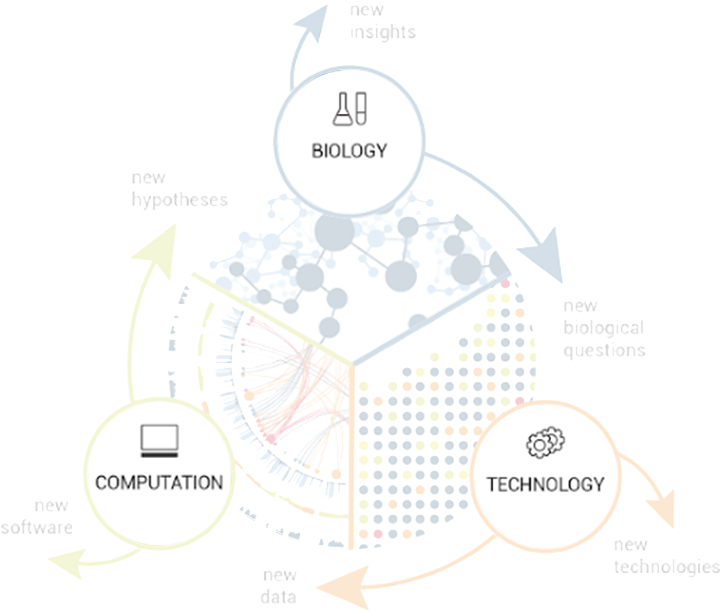 new
insights
BIOLOGY
new
hypotheses
new
biological
questions
COMPUTATION
TECHNOLOGY
new
software
new
technologies
new
data